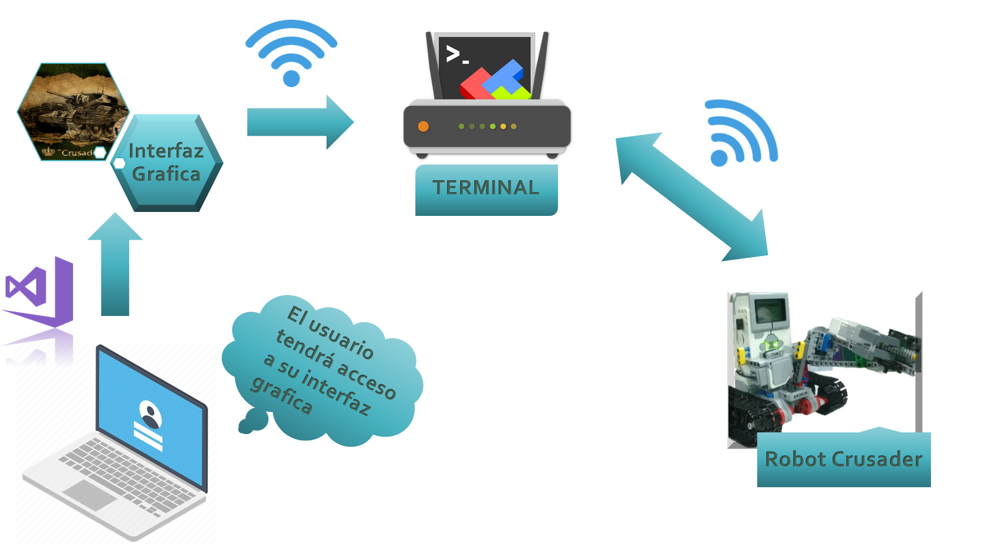 "Crusad
Interfaz
Grafica
>_
TERMINAL
El usuario
tendrá acceso
a su interfaz
grafica
Robot Crusader